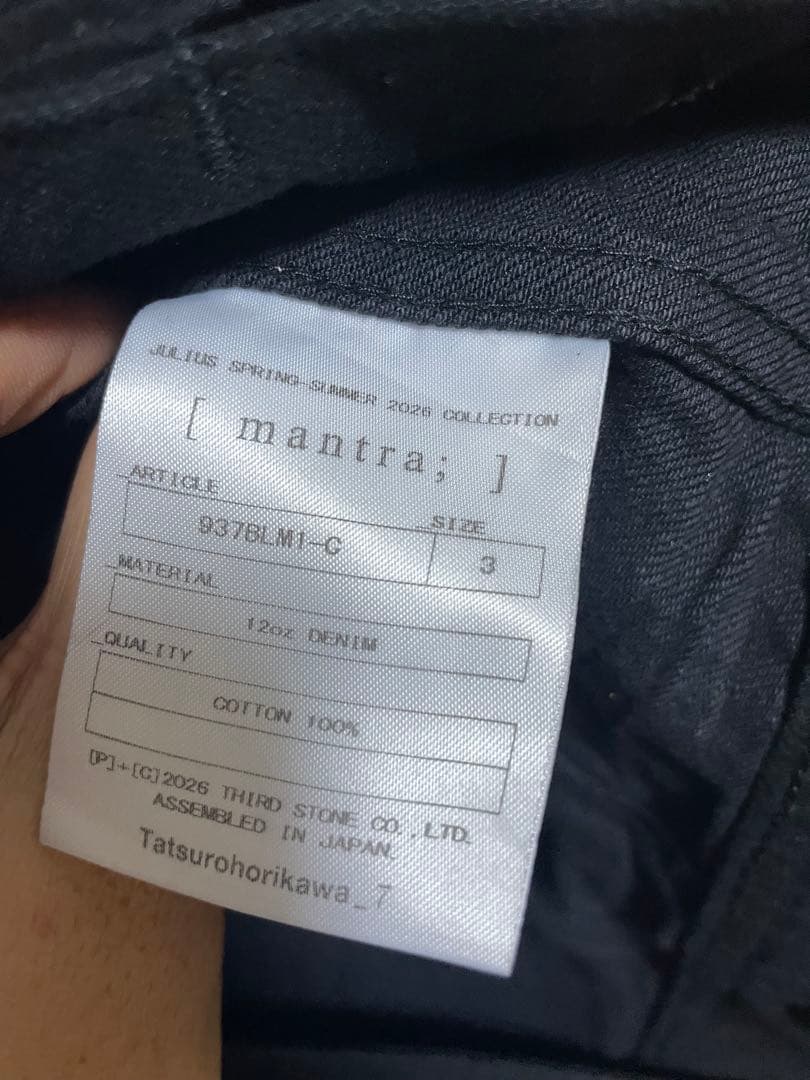 JULIUS SPRING-SUMMER 2026 COLLECTION
[ mantra; ]
_ARTICLE
937BLM1-C
_SIZE
3
_MATERIAL
12oz DENIM
_QUALITY
COTTON 100%
[P]+[C]2026 THIRD STONE CO.,LTD.
ASSEMBLED IN JAPAN.
Tatsurohorikawa_7